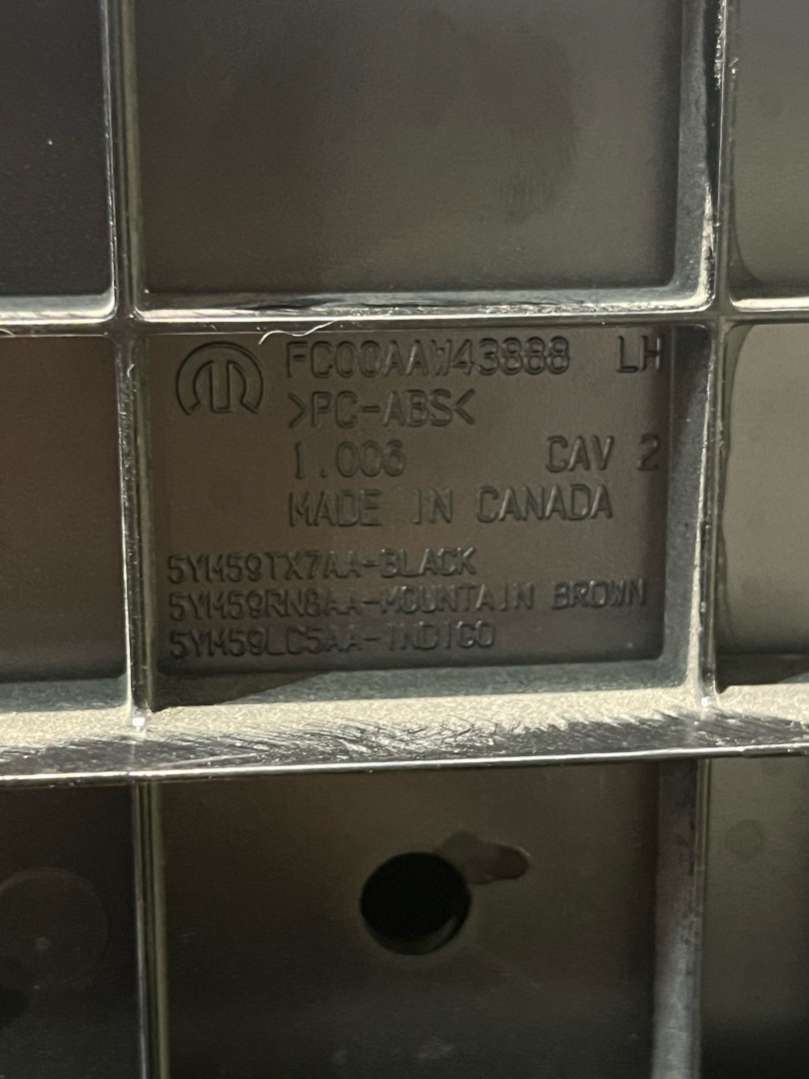 FC00AAW43888 LH
>PC-ABS<
1.006 CAV 2
MADE IN CANADA
5YM59TX7AA-BLACK
5YM59RN8AA-MOUNTAIN BROWN
5YM59LC5AA-INDIGO